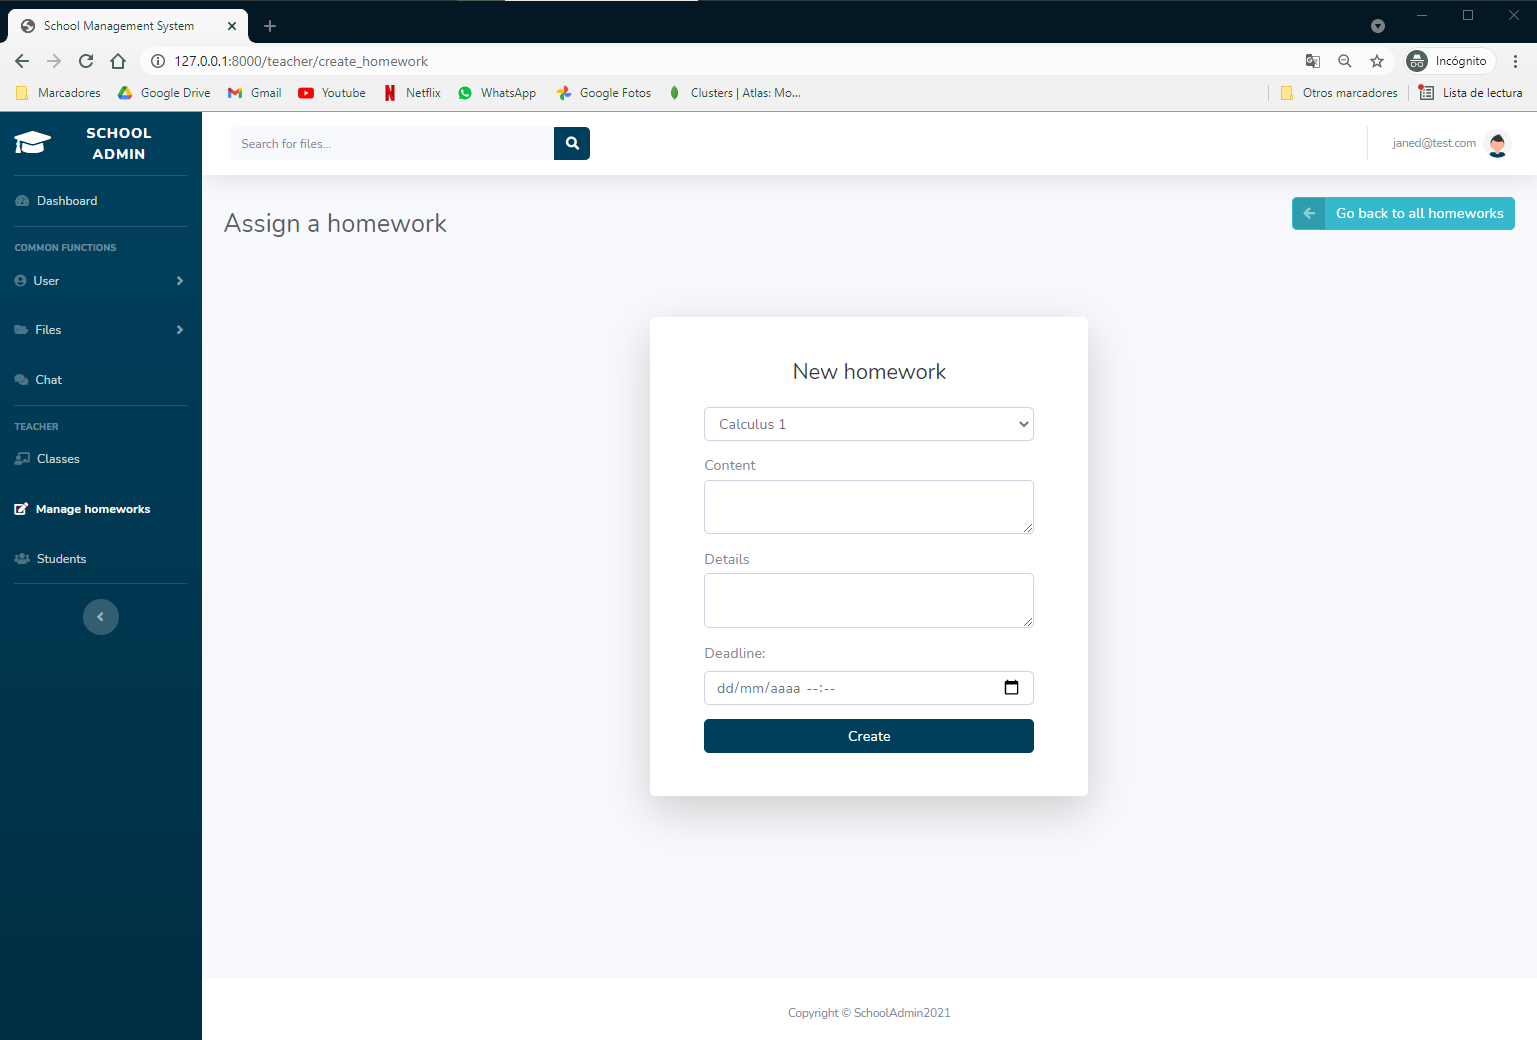 School Management System
127.0.0.1:8000/teacher/create_homework
Incógnito
Marcadores
Google Drive
Gmail
Youtube
Netflix
WhatsApp
Google Fotos
Clusters | Atlas: Mo...
Otros marcadores
Lista de lectura
SCHOOL
ADMIN
Search for files...
janed@test.com
Dashboard
COMMON FUNCTIONS
User
Files
Chat
TEACHER
Classes
Manage homeworks
Students
Assign a homework
Go back to all homeworks
New homework
Calculus 1
Content
Details
Deadline:
dd/mm/aaaa --:--
Create
Copyright © SchoolAdmin2021